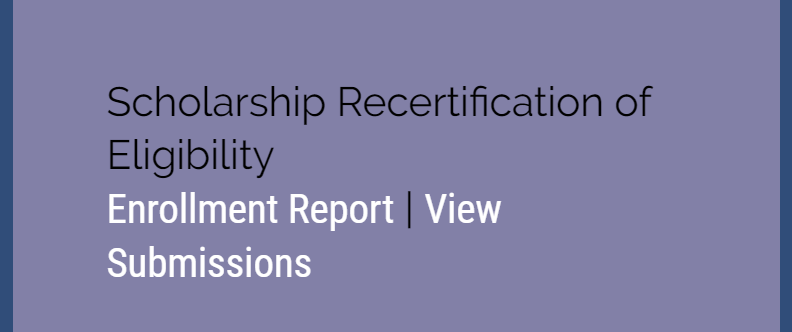 Scholarship Recertification of
Eligibility
Enrollment Report | View
Submissions